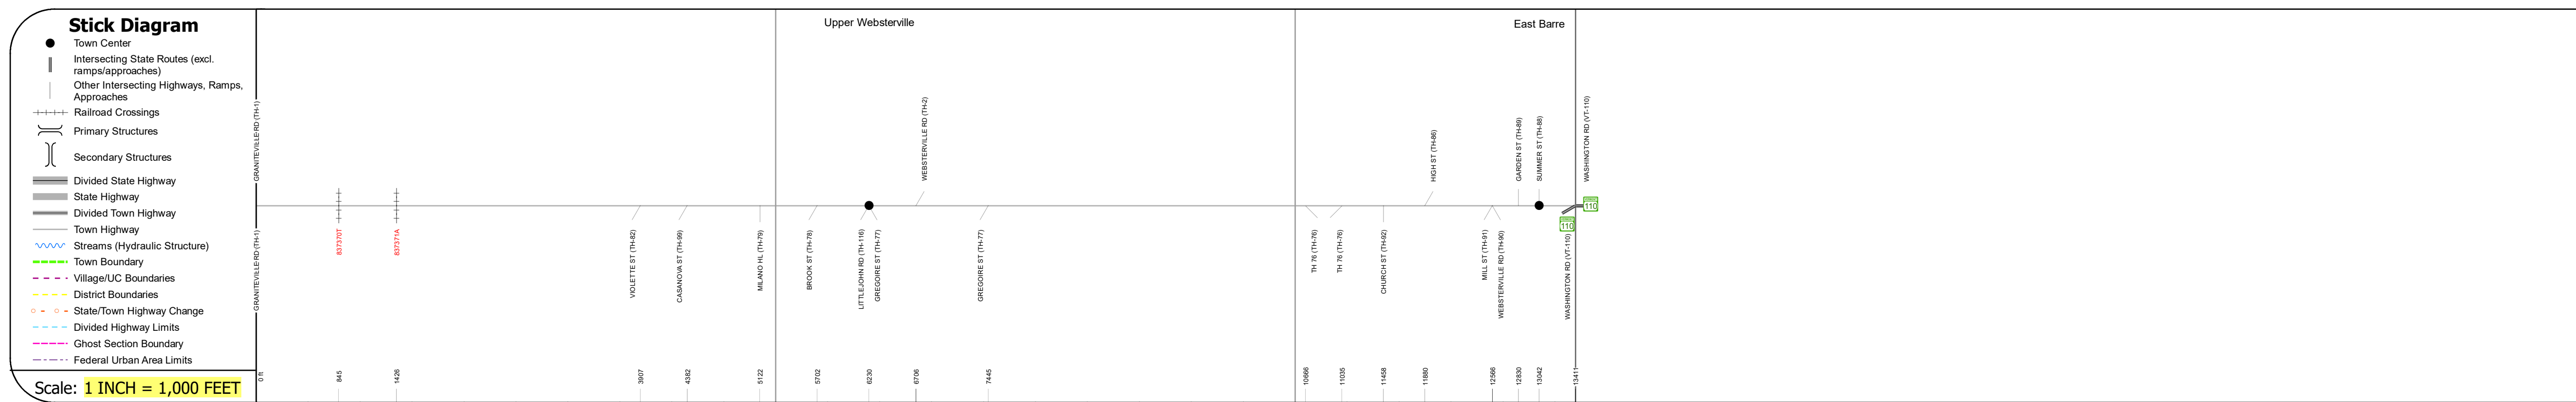 Stick Diagram
Town Center
Intersecting State Routes (excl.
ramps/approaches)
Other Intersecting Highways, Ramps,
Approaches
Railroad Crossings
Primary Structures
Secondary Structures
Divided State Highway
State Highway
Divided Town Highway
Town Highway
Streams (Hydraulic Structure)
Town Boundary
Village/UC Boundaries
District Boundaries
State/Town Highway Change
Divided Highway Limits
Ghost Section Boundary
Federal Urban Area Limits
Scale: 1 INCH = 1,000 FEET
Upper Websterville
East Barre
GRANITEVILLE RD (TH-1)
WEBSTERVILLE RD (TH-2)
HIGH ST (TH-86)
GARDEN ST (TH-89)
SUMMER ST (TH-88)
WASHINGTON RD (VT-110)
110
110
GRANITEVILLE RD (TH-1)
837370T
837371A
VIOLETTE ST (TH-82)
CASANOVA ST (TH-99)
MILANO HL (TH-79)
BROOK ST (TH-78)
LITTLEJOHN RD (TH-116)
GREGOIRE ST (TH-77)
GREGOIRE ST (TH-77)
TH 76 (TH-76)
TH 76 (TH-76)
CHURCH ST (TH-92)
MILL ST (TH-91)
WEBSTERVILLE RD (TH-90)
WASHINGTON RD (VT-110)
0 ft
845
1426
3907
4382
5122
5702
6230
6706
7445
10666
11035
11458
11880
12566
12830
13042
13411